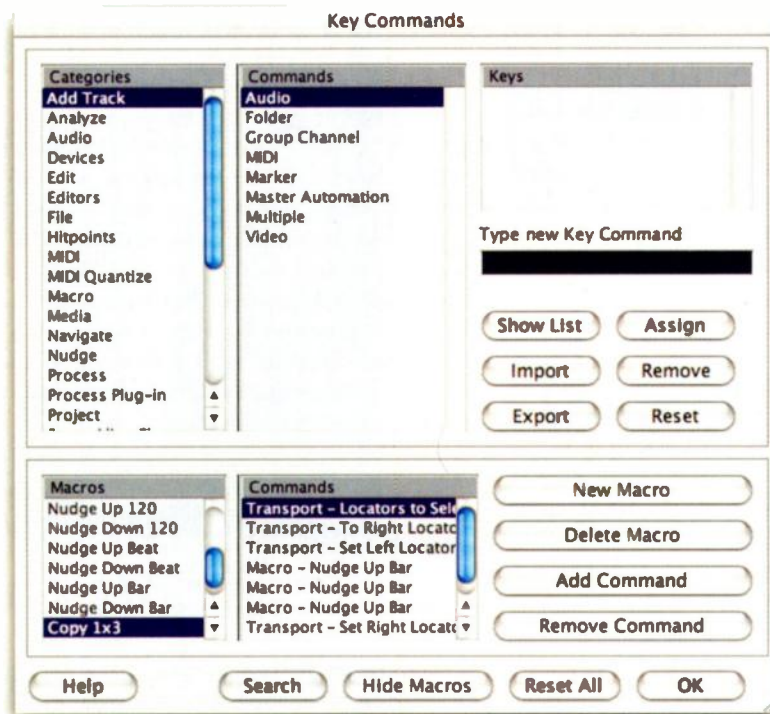 Key Commands
Categories
Add Track
Analyze
Audio
Devices
Edit
Editors
File
Hitpoints
MIDI
MIDI Quantize
Macro
Media
Navigate
Nudge
Process
Process Plug-in
Project
Commands
Audio
Folder
Group Channel
MIDI
Marker
Master Automation
Multiple
Video
Keys
Type new Key Command
Show List
Assign
Import
Remove
Export
Reset
Macros
Nudge Up 120
Nudge Down 120
Nudge Up Beat
Nudge Down Beat
Nudge Up Bar
Nudge Down Bar
Copy 1x3
Commands
Transport – Locators to Sele
Transport – To Right Locatc
Transport – Set Left Locator
Macro – Nudge Up Bar
Macro – Nudge Up Bar
Macro – Nudge Up Bar
Transport – Set Right Locatc
New Macro
Delete Macro
Add Command
Remove Command
Help
Search
Hide Macros
Reset All
OK